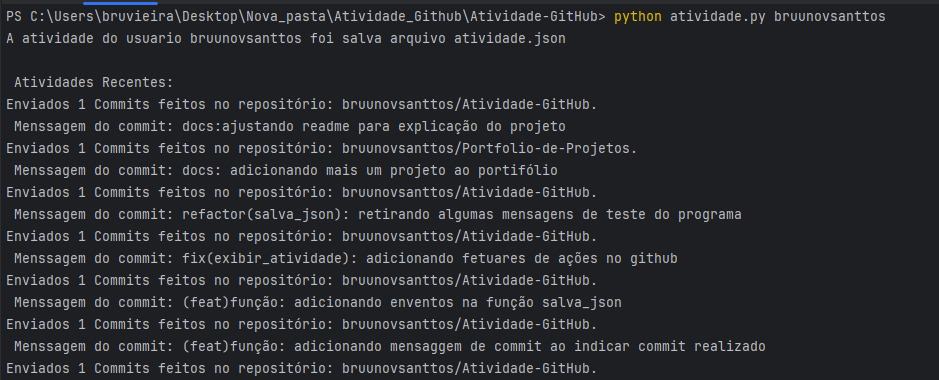 PS C:\Users\bruvieira\Desktop\Nova_pasta\Atividade_Github\Atividade-GitHub> python atividade.py bruunovsanttos
A atividade do usuario bruunovsanttos foi salva arquivo atividade.json
Atividades Recentes:
Enviados 1 Commits feitos no repositório: bruunovsanttos/Atividade-GitHub.
Menssagem do commit: docs:ajustando readme para explicação do projeto
Enviados 1 Commits feitos no repositório: bruunovsanttos/Portfolio-de-Projetos.
Menssagem do commit: docs: adicionando mais um projeto ao portifólio
Enviados 1 Commits feitos no repositório: bruunovsanttos/Atividade-GitHub.
Menssagem do commit: refactor(salva_json): retirando algumas mensagens de teste do programa
Enviados 1 Commits feitos no repositório: bruunovsanttos/Atividade-GitHub.
Menssagem do commit: fix(exibir_atividade): adicionando fetuares de ações no github
Enviados 1 Commits feitos no repositório: bruunovsanttos/Atividade-GitHub.
Menssagem do commit: (feat)função: adicionando enventos na função salva_json
Enviados 1 Commits feitos no repositório: bruunovsanttos/Atividade-GitHub.
Menssagem do commit: (feat)função: adicionando mensaggem de commit ao indicar commit realizado
Enviados 1 Commits feitos no repositório: bruunovsanttos/Atividade-GitHub.